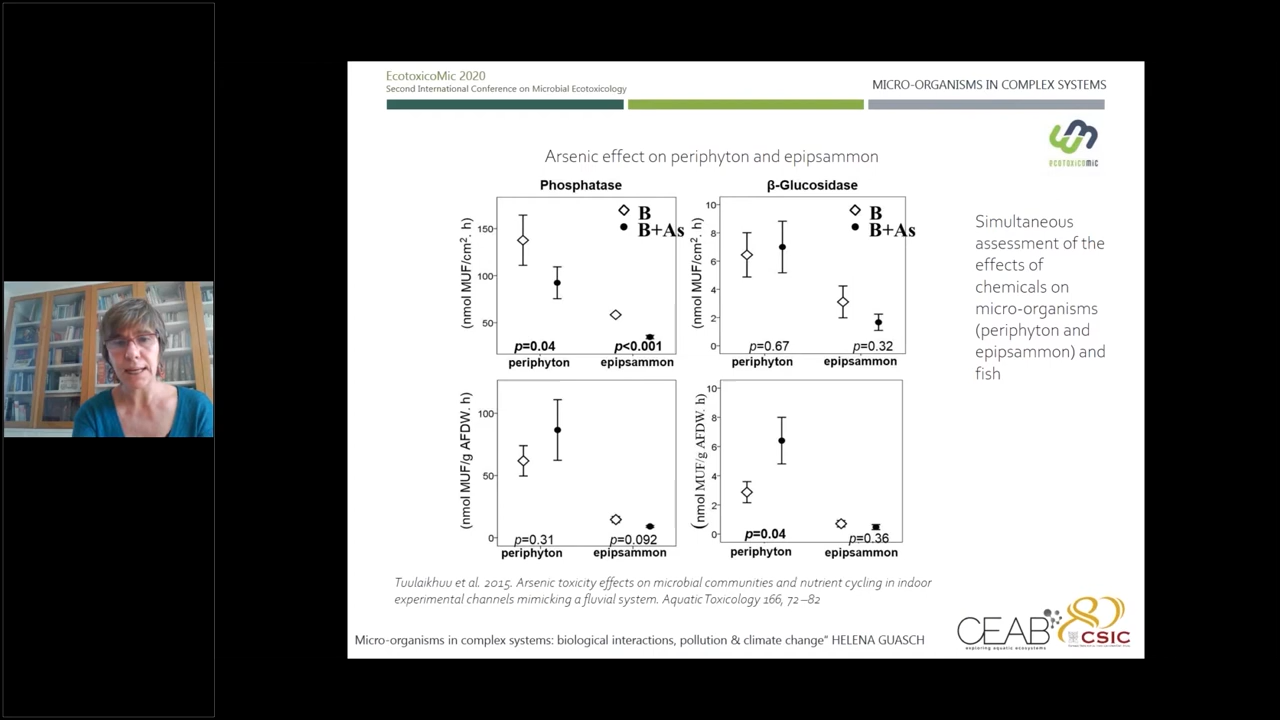 EcotoxicoMic 2020
Second International Conference on Microbial Ecotoxicology
MICRO-ORGANISMS IN COMPLEX SYSTEMS
ECOTOXICOMIC
Arsenic effect on periphyton and epipsammon
Phosphatase
β-Glucosidase
(nmol MUF/cm². h)
150
100
50
B
B+As
p=0.04
p<0.001
periphyton
epipsammon
(nmol MUF/cm². h)
10
8
6
4
2
0
B
B+As
p=0.67
p=0.32
periphyton
epipsammon
(nmol MUF/g AFDW. h)
100
50
0
p=0.31
p=0.092
periphyton
epipsammon
(nmol MUF/g AFDW. h)
10
8
6
4
2
0
p=0.04
p=0.36
periphyton
epipsammon
Simultaneous
assessment of the
effects of
chemicals on
micro-organisms
(periphyton and
epipsammon) and
fish
Tuulaikhuu et al. 2015. Arsenic toxicity effects on microbial communities and nutrient cycling in indoor
experimental channels mimicking a fluvial system. Aquatic Toxicology 166, 72–82
Micro-organisms in complex systems: biological interactions, pollution & climate change" HELENA GUASCH
CEAB
exploring aquatic ecosystems
80
CSIC